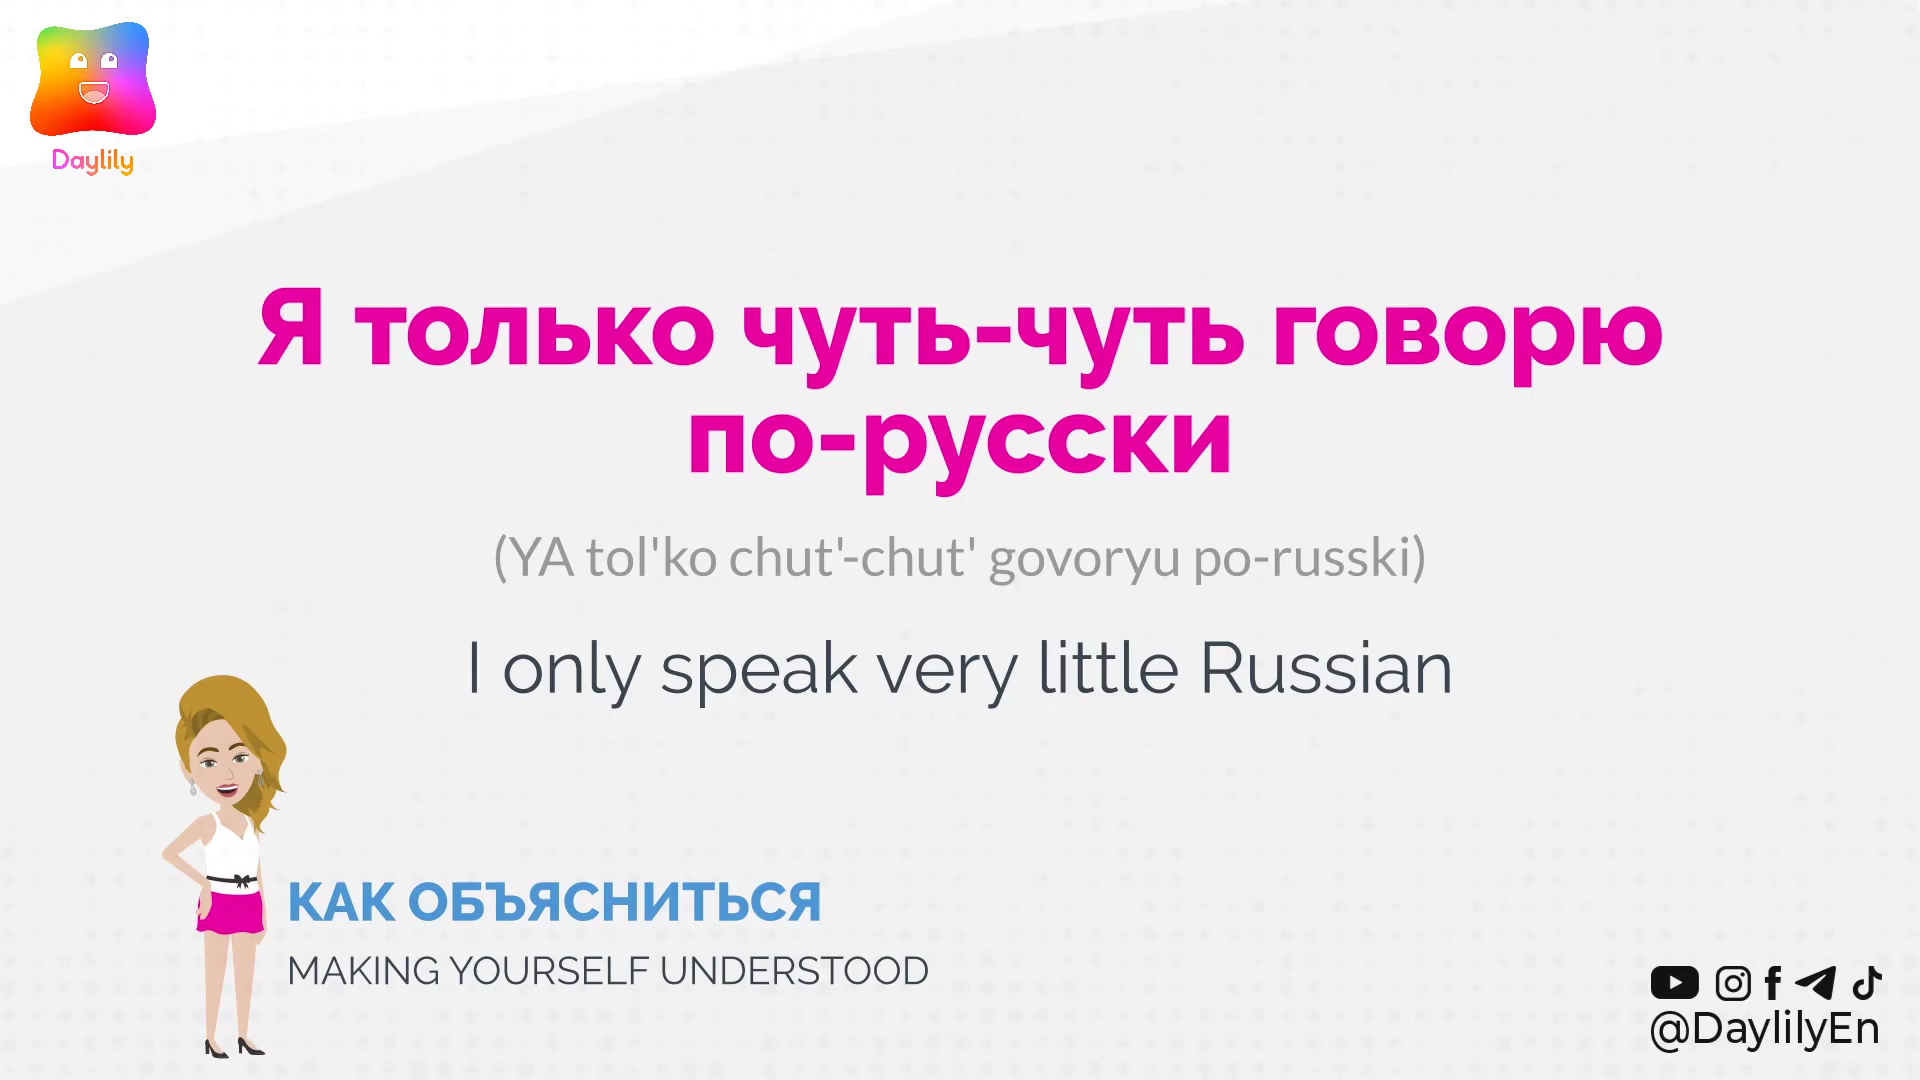 Daylily
Я только чуть-чуть говорю
по-русски
(YA tol'ko chut'-chut' govoryu po-russki)
I only speak very little Russian
КАК ОБЪЯСНИТЬСЯ
MAKING YOURSELF UNDERSTOOD
@DaylilyEn